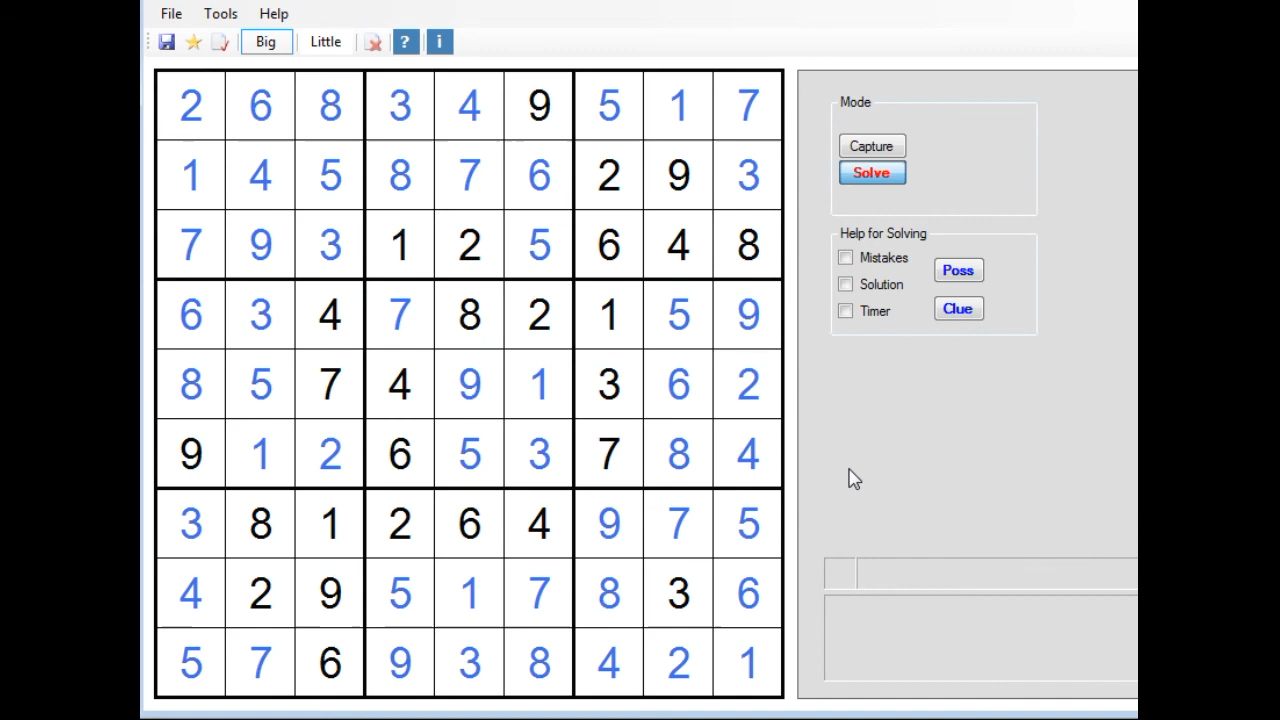 File Tools Help
Big Little ? i
2 6 8 3 4 9 5 1 7
1 4 5 8 7 6 2 9 3
7 9 3 1 2 5 6 4 8
6 3 4 7 8 2 1 5 9
8 5 7 4 9 1 3 6 2
9 1 2 6 5 3 7 8 4
3 8 1 2 6 4 9 7 5
4 2 9 5 1 7 8 3 6
5 7 6 9 3 8 4 2 1
Mode
Capture
Solve
Help for Solving
Mistakes
Poss
Solution
Clue
Timer